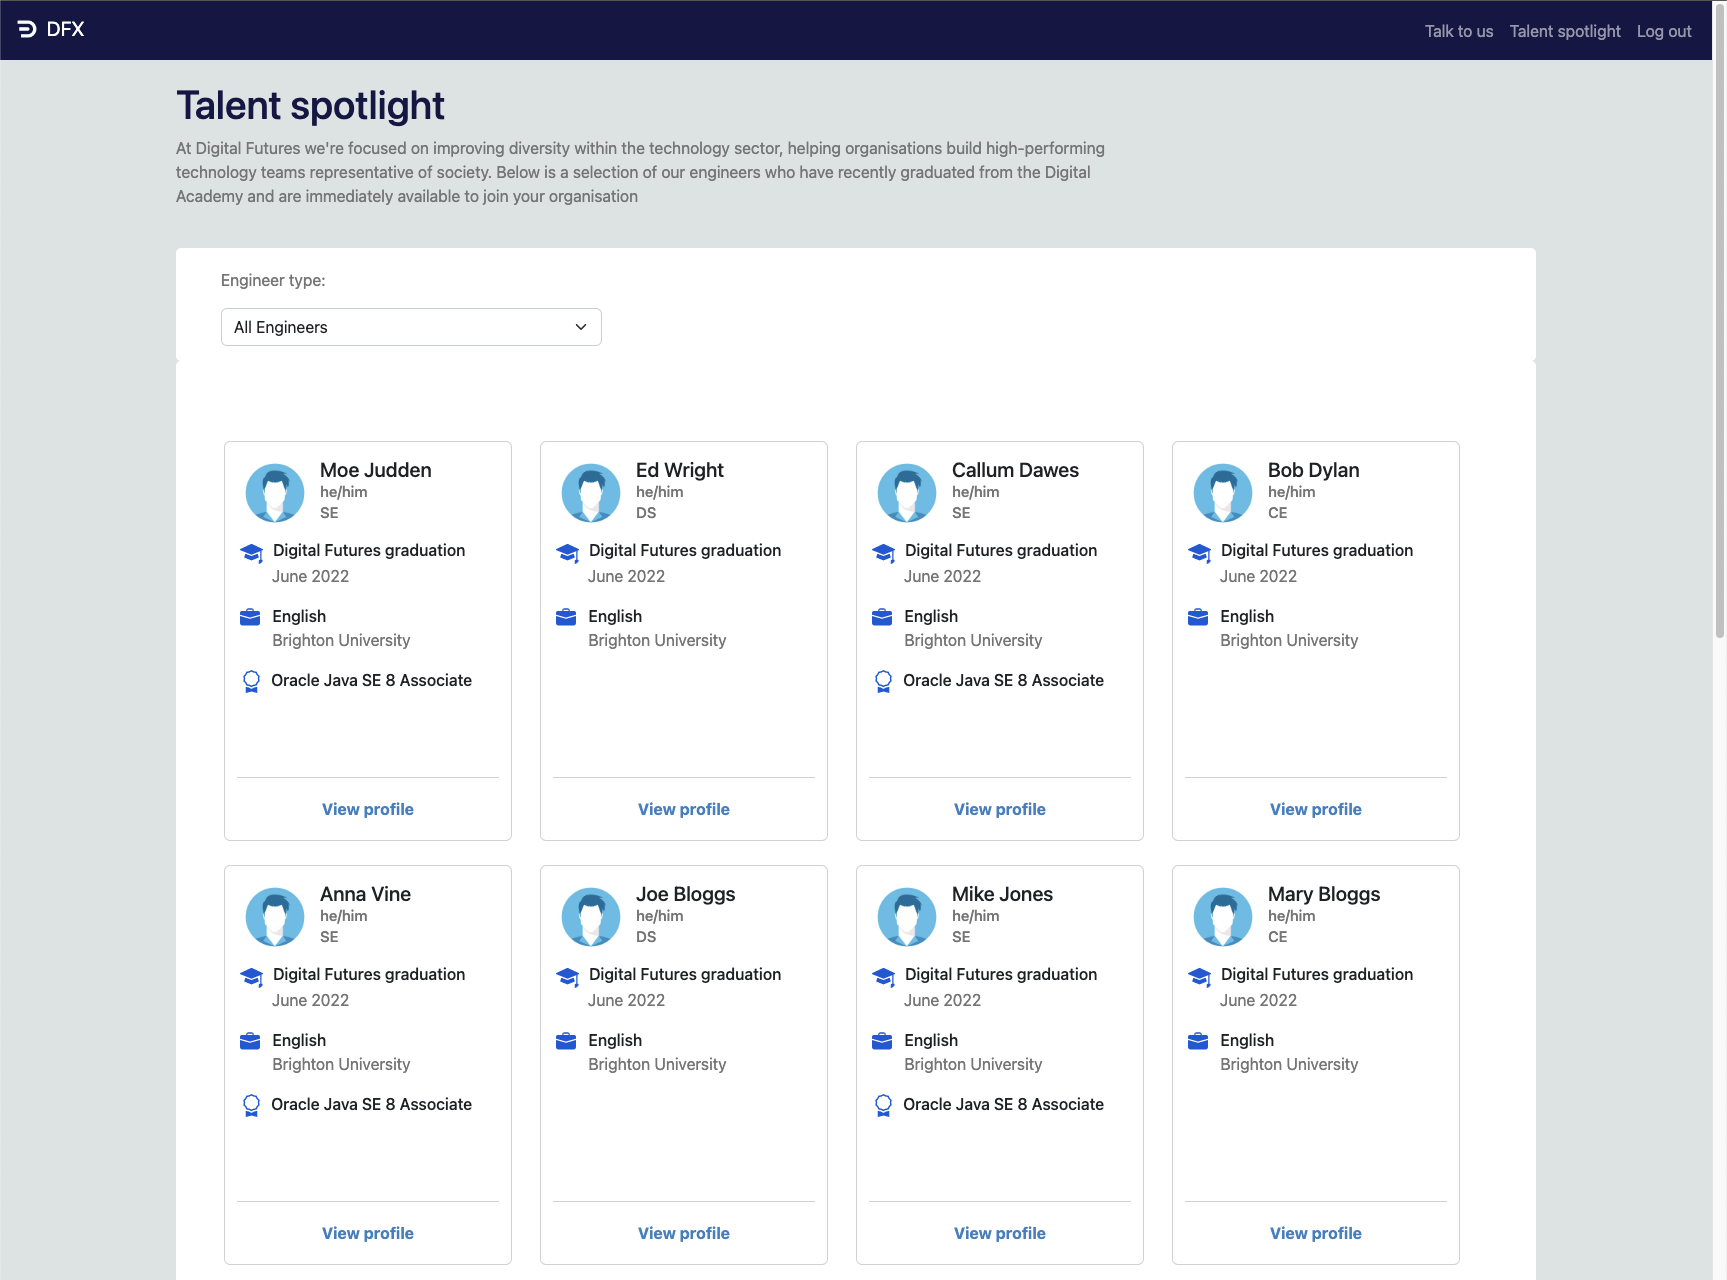 DFX
Talk to us Talent spotlight Log out
Talent spotlight
At Digital Futures we're focused on improving diversity within the technology sector, helping organisations build high-performing
technology teams representative of society. Below is a selection of our engineers who have recently graduated from the Digital
Academy and are immediately available to join your organisation
Engineer type:
All Engineers
Moe Judden
he/him
SE
Digital Futures graduation
June 2022
English
Brighton University
Oracle Java SE 8 Associate
View profile
Ed Wright
he/him
DS
Digital Futures graduation
June 2022
English
Brighton University
View profile
Callum Dawes
he/him
SE
Digital Futures graduation
June 2022
English
Brighton University
Oracle Java SE 8 Associate
View profile
Bob Dylan
he/him
CE
Digital Futures graduation
June 2022
English
Brighton University
View profile
Anna Vine
he/him
SE
Digital Futures graduation
June 2022
English
Brighton University
Oracle Java SE 8 Associate
View profile
Joe Bloggs
he/him
DS
Digital Futures graduation
June 2022
English
Brighton University
View profile
Mike Jones
he/him
SE
Digital Futures graduation
June 2022
English
Brighton University
Oracle Java SE 8 Associate
View profile
Mary Bloggs
he/him
CE
Digital Futures graduation
June 2022
English
Brighton University
View profile